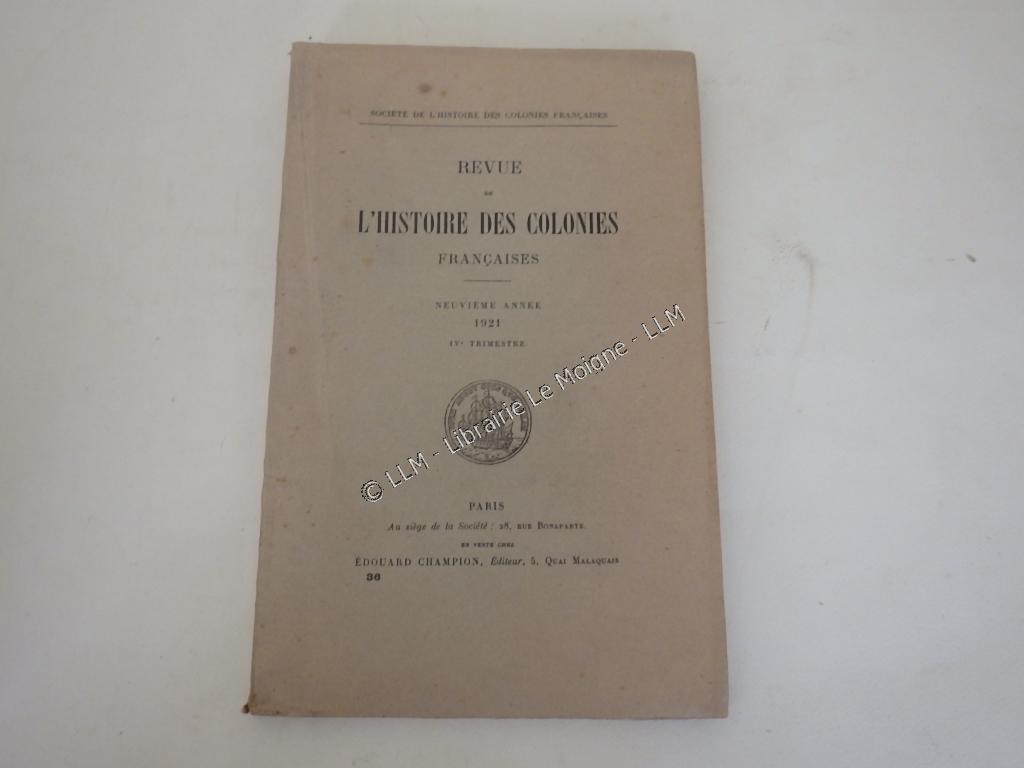 SOCIÉTÉ DE L'HISTOIRE DES COLONIES FRANÇAISES
REVUE
DE
L'HISTOIRE DES COLONIES
FRANÇAISES
NEUVIÈME ANNÉE
1921
IVe TRIMESTRE
© LLM - Librairie Le Moigne - LLM
PARIS
Au siège de la Société : 28, RUE BONAPARTE.
EN VENTE CHEZ
ÉDOUARD CHAMPION, Éditeur, 5, QUAI MALAQUAIS
36